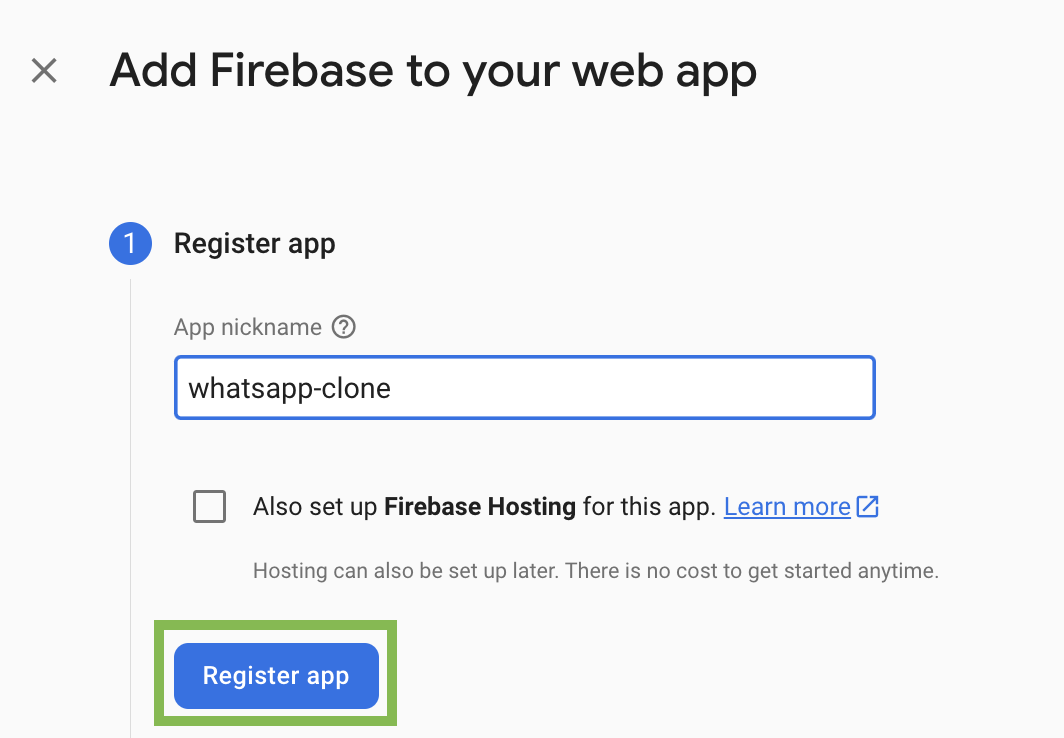 Add Firebase to your web app
1 Register app
App nickname
whatsapp-clone
Also set up Firebase Hosting for this app. Learn more
Hosting can also be set up later. There is no cost to get started anytime.
Register app